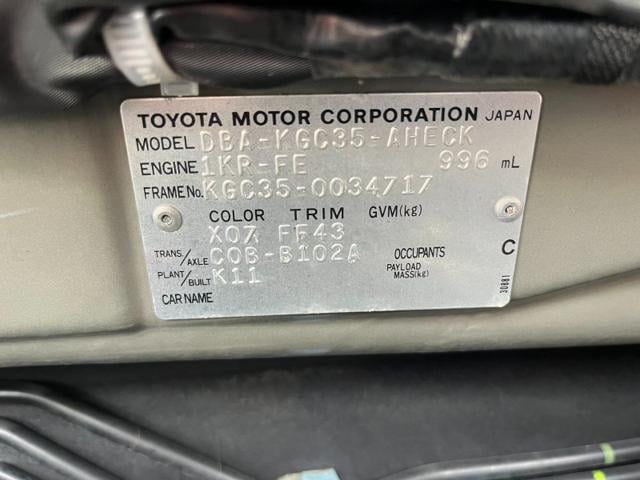 TOYOTA MOTOR CORPORATION JAPAN
MODEL DBA-KGC35-AHECK
ENGINE 1KR-FE 996 mL
FRAME No. KGC35-0034717
COLOR TRIM GVM(kg)
X07 FF43
TRANS./AXLE C0B-B102A OCCUPANTS C
PLANT/BUILT K11 PAYLOAD MASS(kg)
CAR NAME
30881